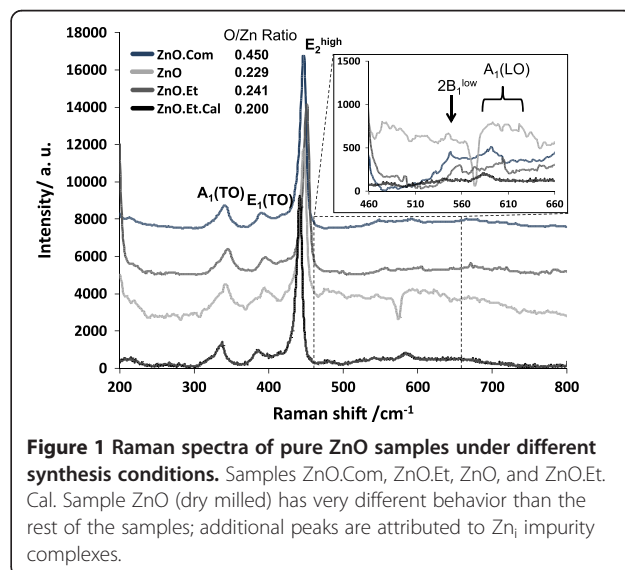 O/Zn Ratio
ZnO.Com 0.450
ZnO 0.229
ZnO.Et 0.241
ZnO.Et.Cal 0.200
E₂ʰⁱᵍʰ
A₁(TO)
E₁(TO)
Intensity/ a. u.
18000
16000
14000
12000
10000
8000
6000
4000
2000
0
200 300 400 500 600 700 800
Raman shift /cm⁻¹
1500
1000
500
0
460 510 560 610 660
2B₁ˡᵒʷ
A₁(LO)
Figure 1 Raman spectra of pure ZnO samples under different
synthesis conditions. Samples ZnO.Com, ZnO.Et, ZnO, and ZnO.Et.
Cal. Sample ZnO (dry milled) has very different behavior than the
rest of the samples; additional peaks are attributed to Znᵢ impurity
complexes.